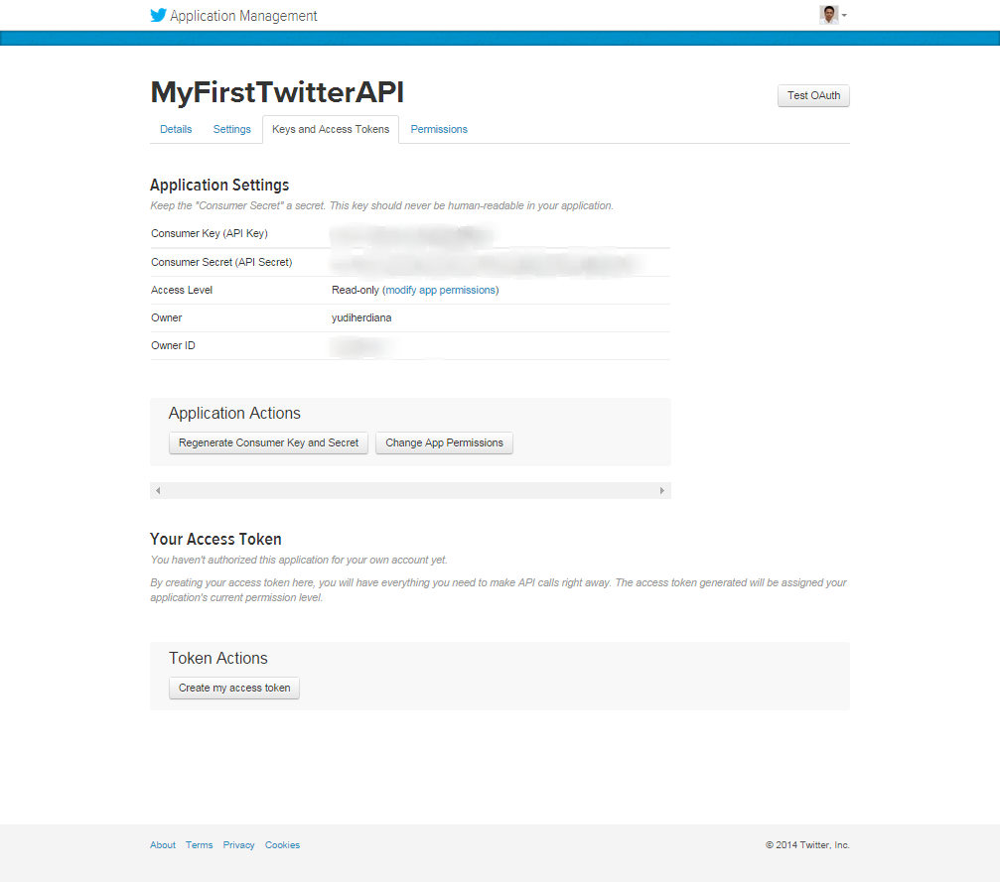 Application Management
MyFirstTwitterAPI
Test OAuth
Details Settings Keys and Access Tokens Permissions
Application Settings
Keep the "Consumer Secret" a secret. This key should never be human-readable in your application.
Consumer Key (API Key)
Consumer Secret (API Secret)
Access Level Read-only (modify app permissions)
Owner yudiherdiana
Owner ID
Application Actions
Regenerate Consumer Key and Secret Change App Permissions
Your Access Token
You haven't authorized this application for your own account yet.
By creating your access token here, you will have everything you need to make API calls right away. The access token generated will be assigned your
application's current permission level.
Token Actions
Create my access token
About Terms Privacy Cookies © 2014 Twitter, Inc.